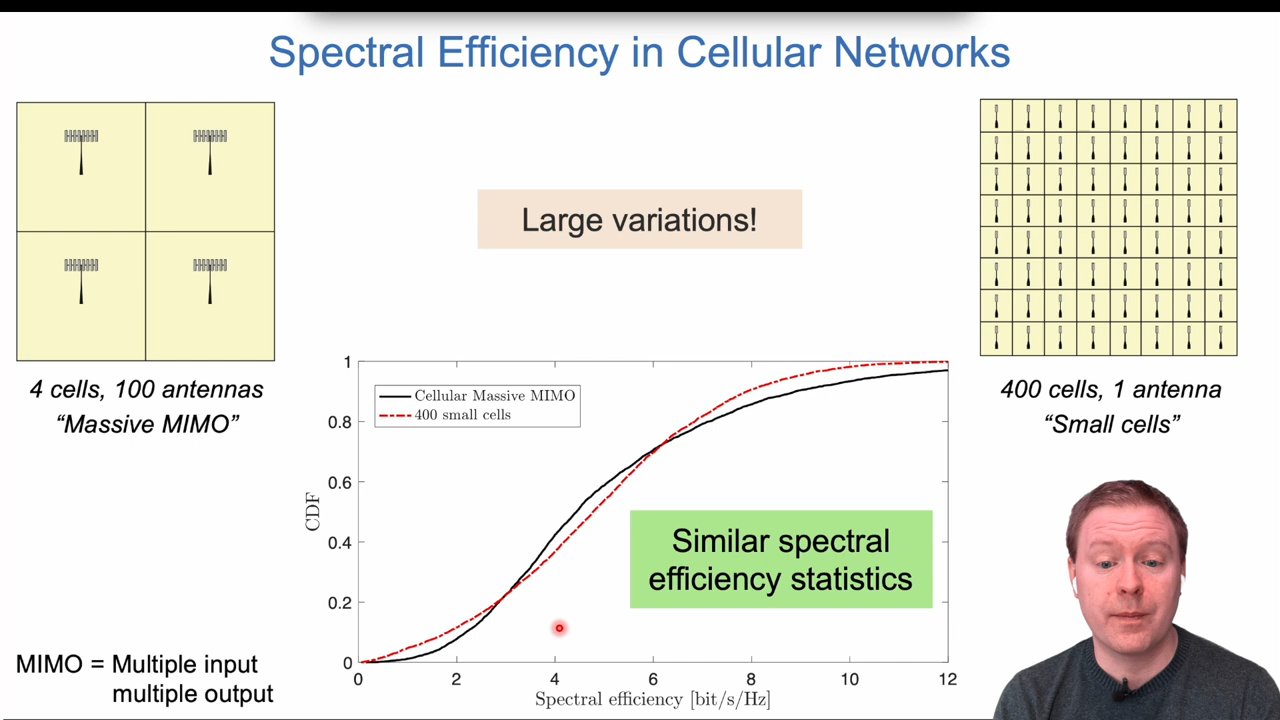 Spectral Efficiency in Cellular Networks
Large variations!
4 cells, 100 antennas
“Massive MIMO”
400 cells, 1 antenna
“Small cells”
1
0.8
0.6
0.4
0.2
0
CDF
Cellular Massive MIMO
400 small cells
Similar spectral
efficiency statistics
0 2 4 6 8 10 12
Spectral efficiency [bit/s/Hz]
MIMO = Multiple input
multiple output